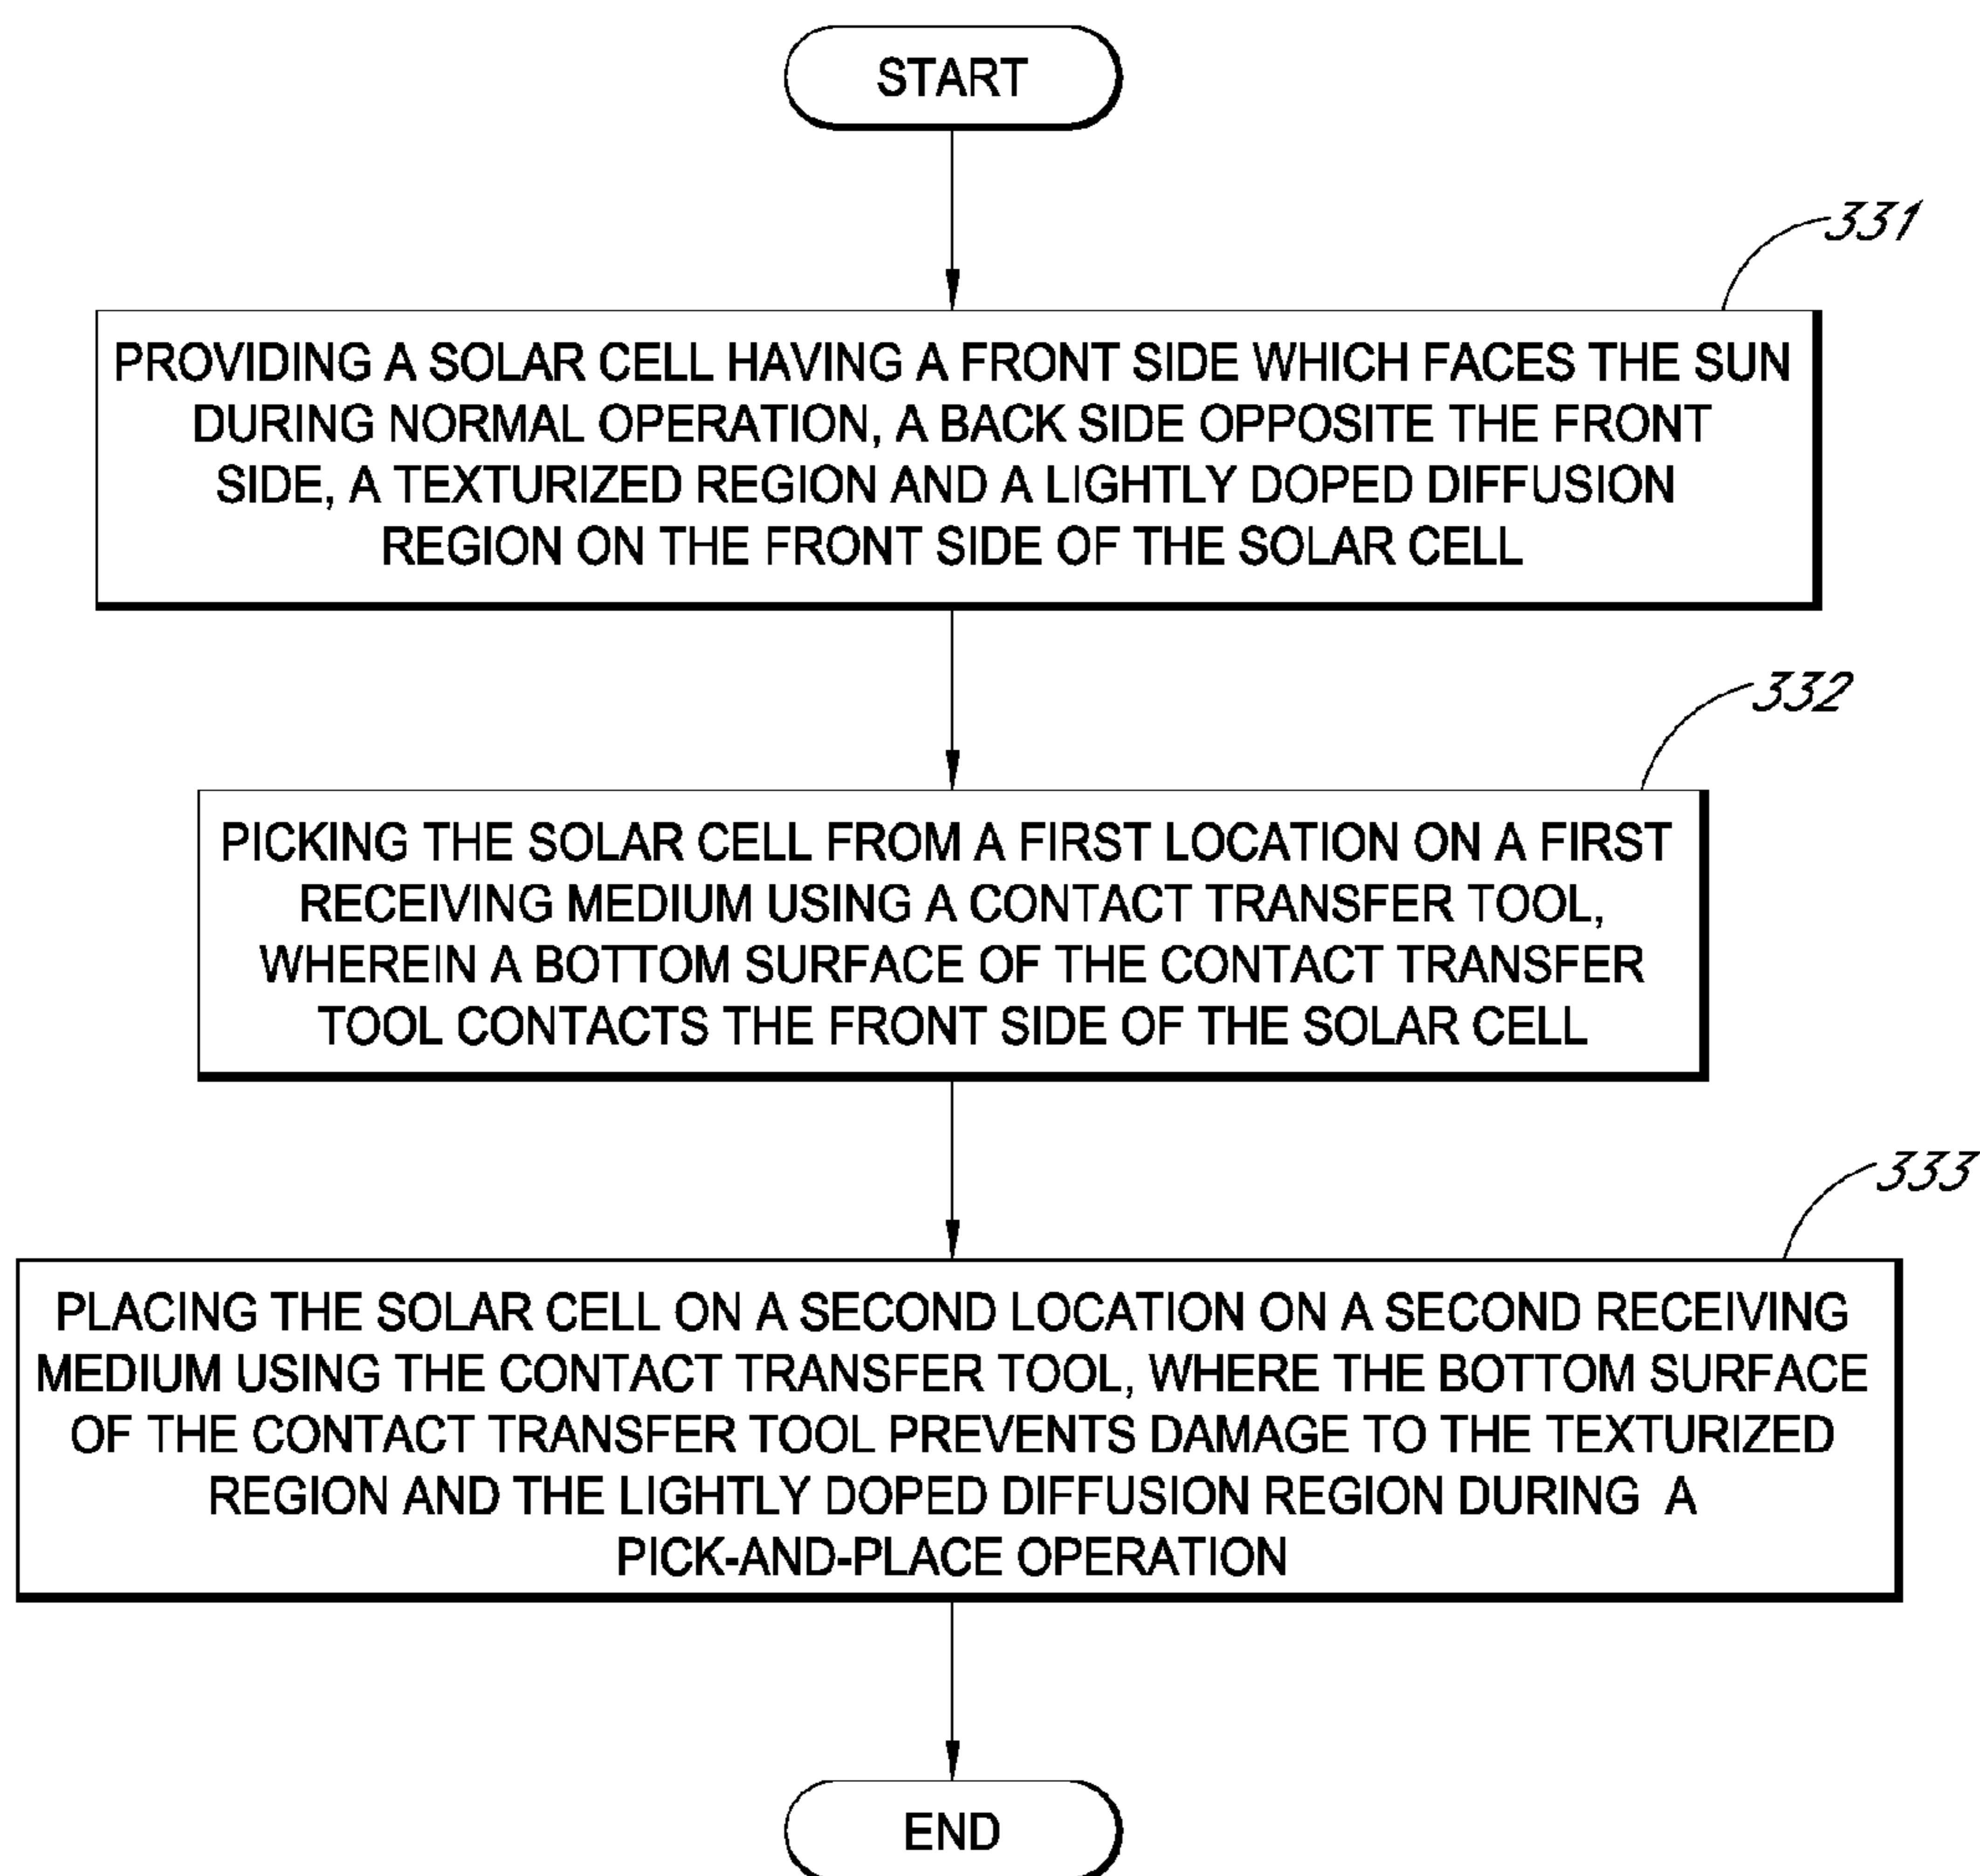 START
331
PROVIDING A SOLAR CELL HAVING A FRONT SIDE WHICH FACES THE SUN
DURING NORMAL OPERATION, A BACK SIDE OPPOSITE THE FRONT
SIDE, A TEXTURIZED REGION AND A LIGHTLY DOPED DIFFUSION
REGION ON THE FRONT SIDE OF THE SOLAR CELL
332
PICKING THE SOLAR CELL FROM A FIRST LOCATION ON A FIRST
RECEIVING MEDIUM USING A CONTACT TRANSFER TOOL,
WHEREIN A BOTTOM SURFACE OF THE CONTACT TRANSFER
TOOL CONTACTS THE FRONT SIDE OF THE SOLAR CELL
333
PLACING THE SOLAR CELL ON A SECOND LOCATION ON A SECOND RECEIVING
MEDIUM USING THE CONTACT TRANSFER TOOL, WHERE THE BOTTOM SURFACE
OF THE CONTACT TRANSFER TOOL PREVENTS DAMAGE TO THE TEXTURIZED
REGION AND THE LIGHTLY DOPED DIFFUSION REGION DURING A
PICK-AND-PLACE OPERATION
END